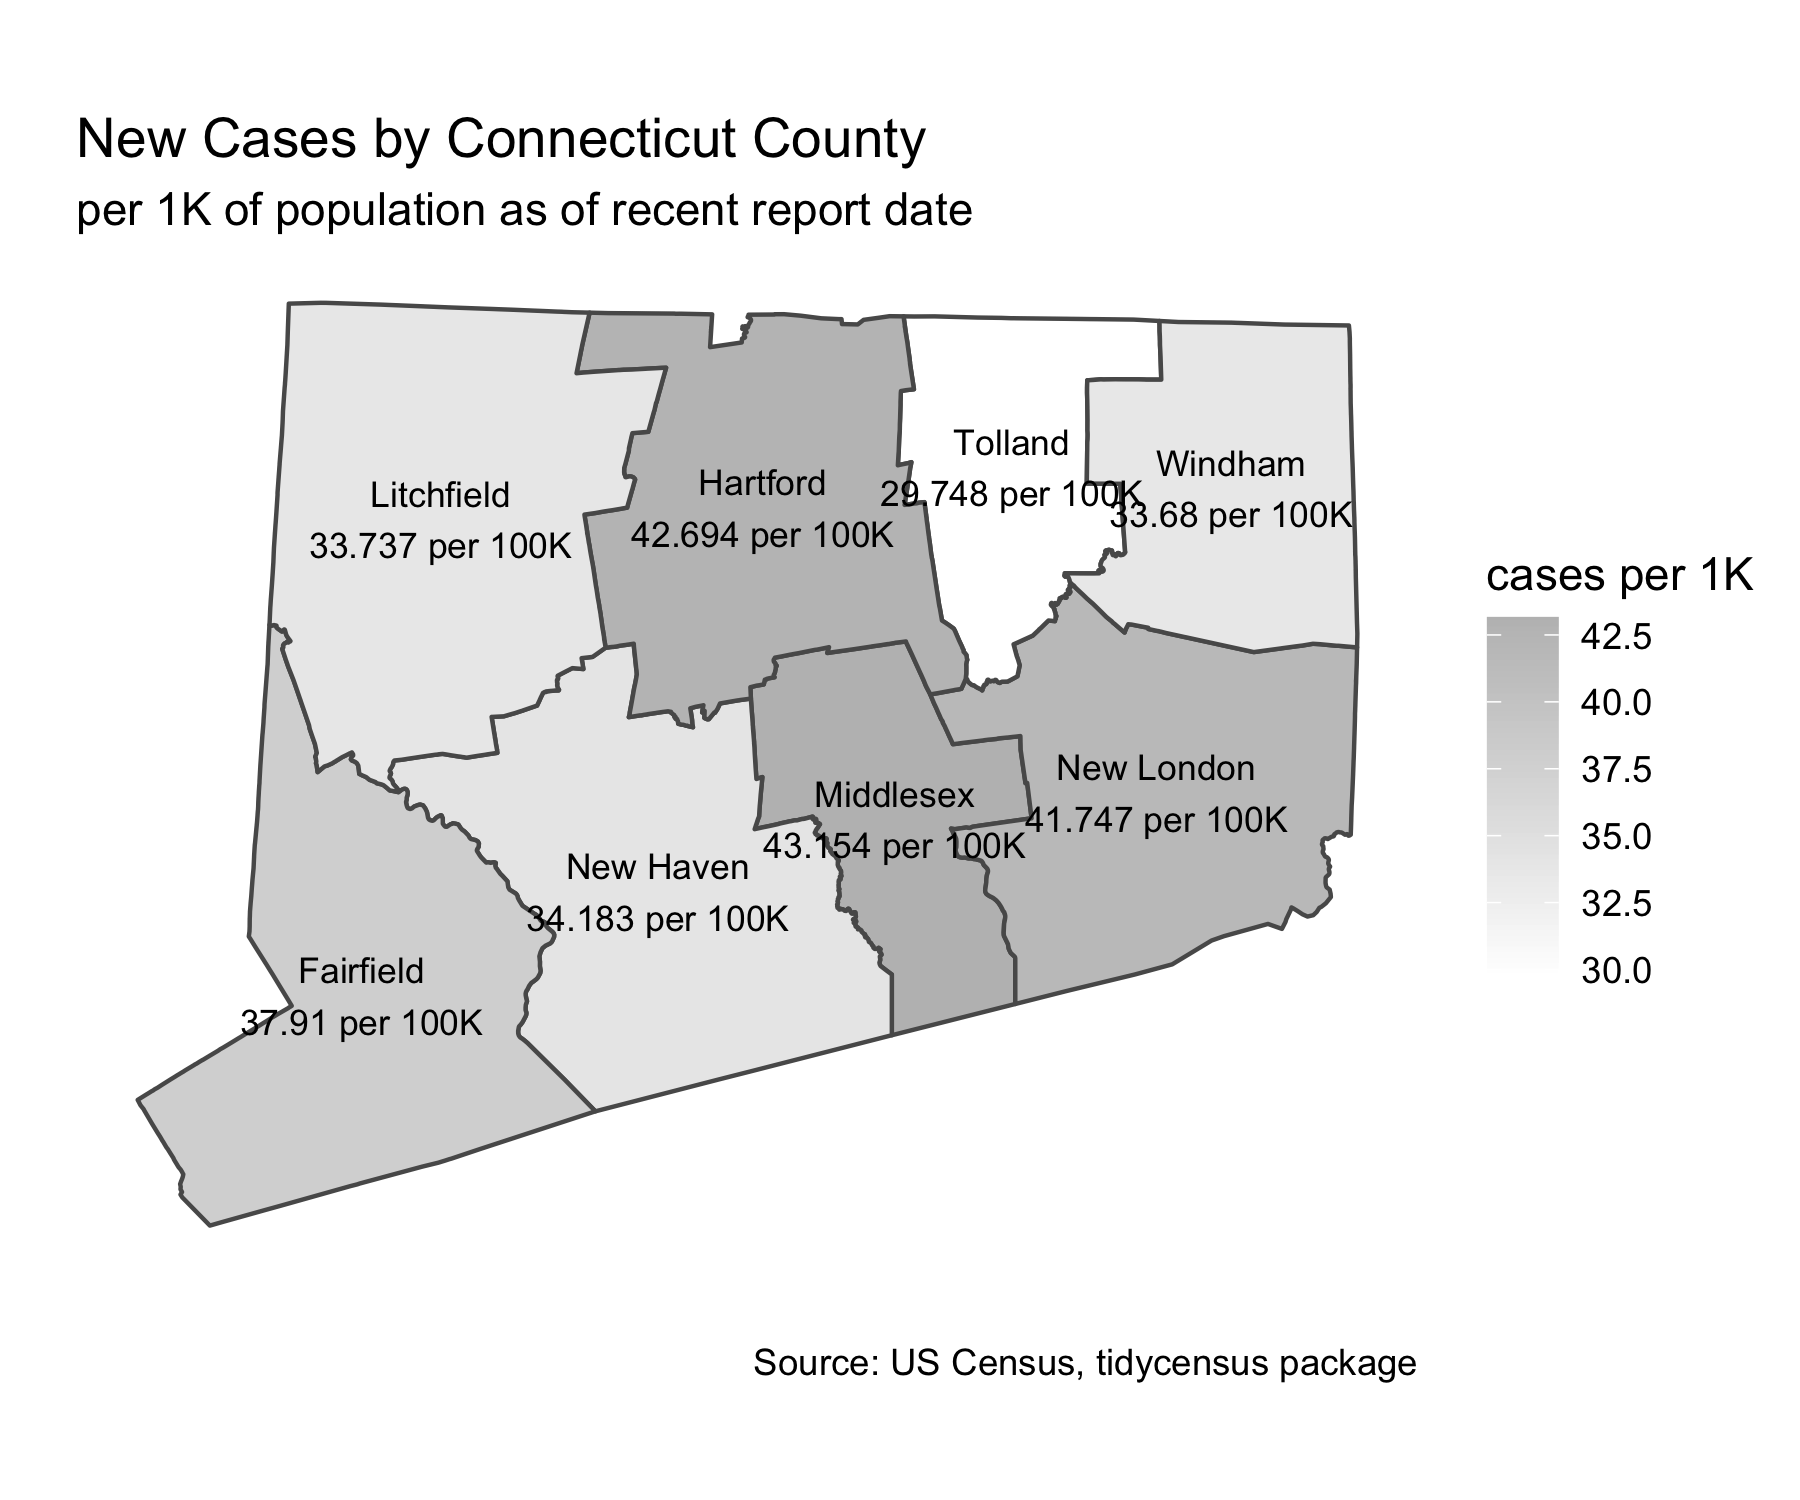 New Cases by Connecticut County
per 1K of population as of recent report date
Tolland
29.748 per 100K
Windham
33.68 per 100K
Hartford
42.694 per 100K
Litchfield
33.737 per 100K
New London
41.747 per 100K
Middlesex
43.154 per 100K
New Haven
34.183 per 100K
Fairfield
37.91 per 100K
cases per 1K
42.5
40.0
37.5
35.0
32.5
30.0
Source: US Census, tidycensus package